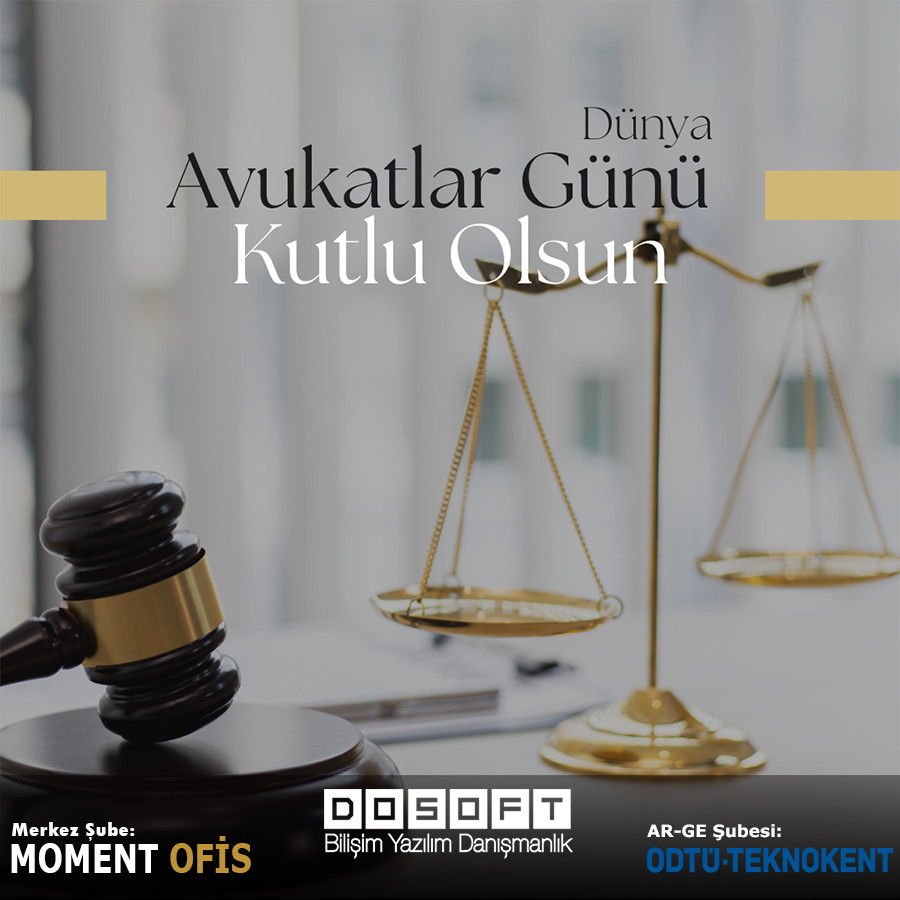 Dünya
Avukatlar Günü
Kutlu Olsun
DOSOFT
Bilişim Yazılım Danışmanlık
Merkez Şube:
MOMENT OFİS
AR-GE Şubesi:
ODTÜ·TEKNOKENT